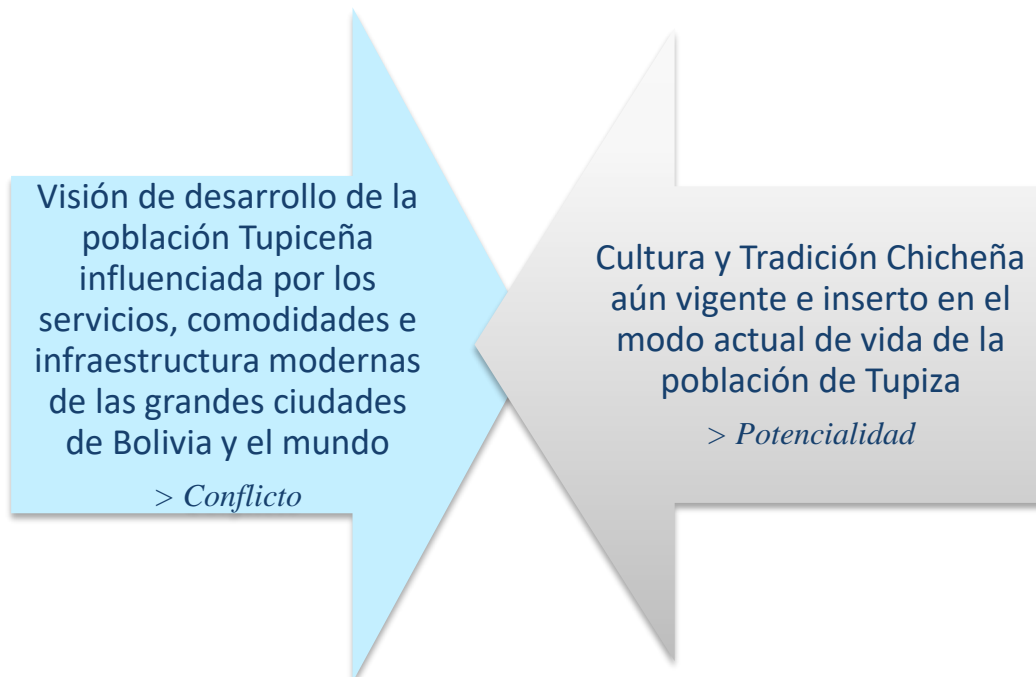 Visión de desarrollo de la
población Tupiceña
influenciada por los
servicios, comodidades e
infraestructura modernas
de las grandes ciudades
de Bolivia y el mundo
> Conflicto
Cultura y Tradición Chicheña
aún vigente e inserto en el
modo actual de vida de la
población de Tupiza
> Potencialidad